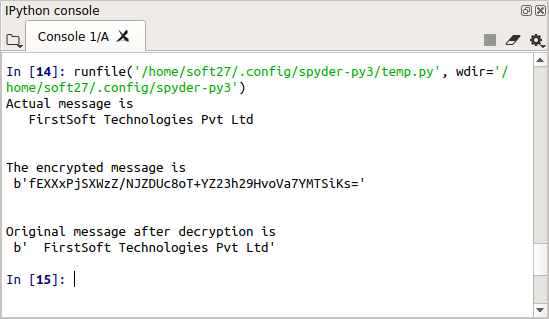 IPython console
Console 1/A
In [14]: runfile('/home/soft27/.config/spyder-py3/temp.py', wdir='/
home/soft27/.config/spyder-py3')
Actual message is
   FirstSoft Technologies Pvt Ltd
The encrypted message is
 b'fEXXxPjSXWzZ/NJZDUc8oT+YZ23h29HvoVa7YMTSiKs='
Original message after decryption is
 b'  FirstSoft Technologies Pvt Ltd'
In [15]: